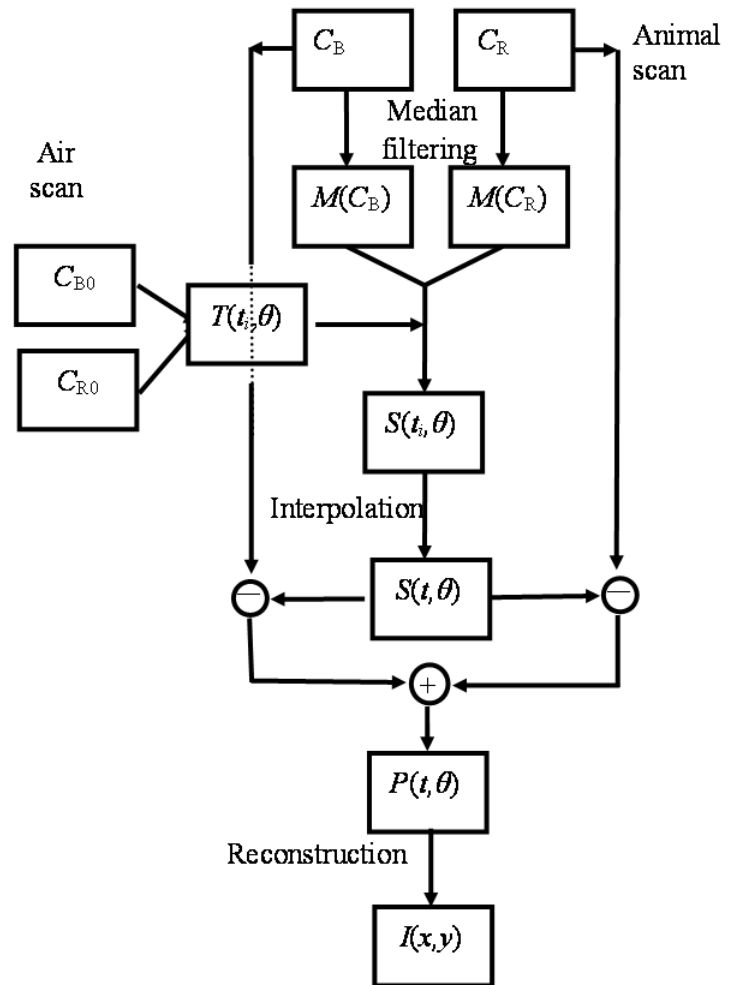 C_B
C_R
Animal
scan
Median
filtering
Air
scan
M(C_B)
M(C_R)
C_B0
T(t_i,θ)
C_R0
S(t_i,θ)
Interpolation
S(t,θ)
−
−
+
P(t,θ)
Reconstruction
I(x,y)